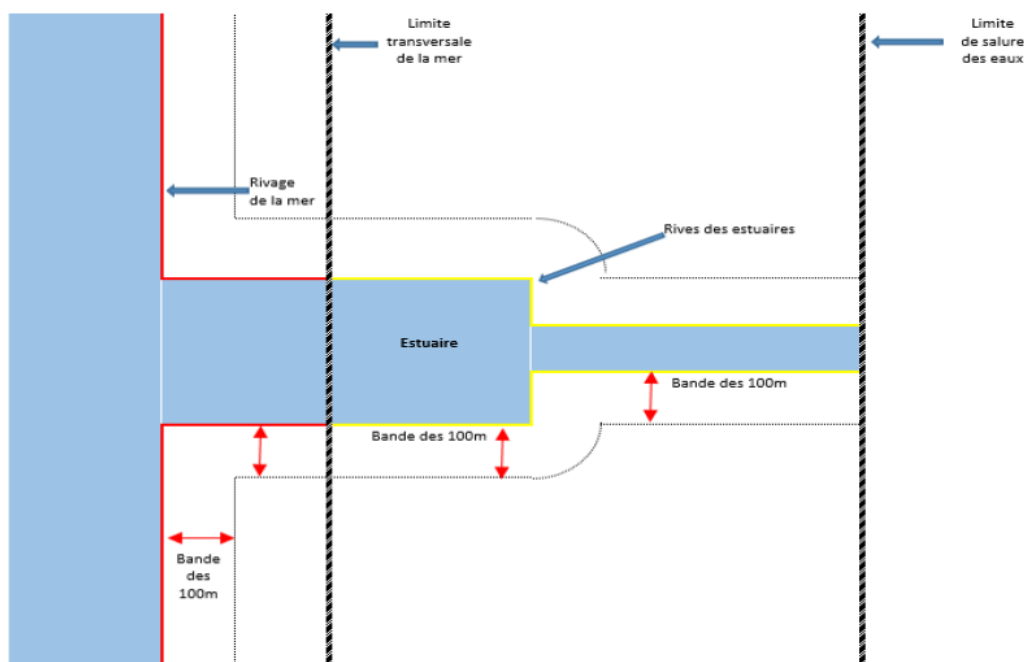 Limite
transversale
de la mer
Limite
de salure
des eaux
Rivage
de la mer
Rives des estuaires
Estuaire
Bande des 100m
Bande des 100m
Bande
des
100m